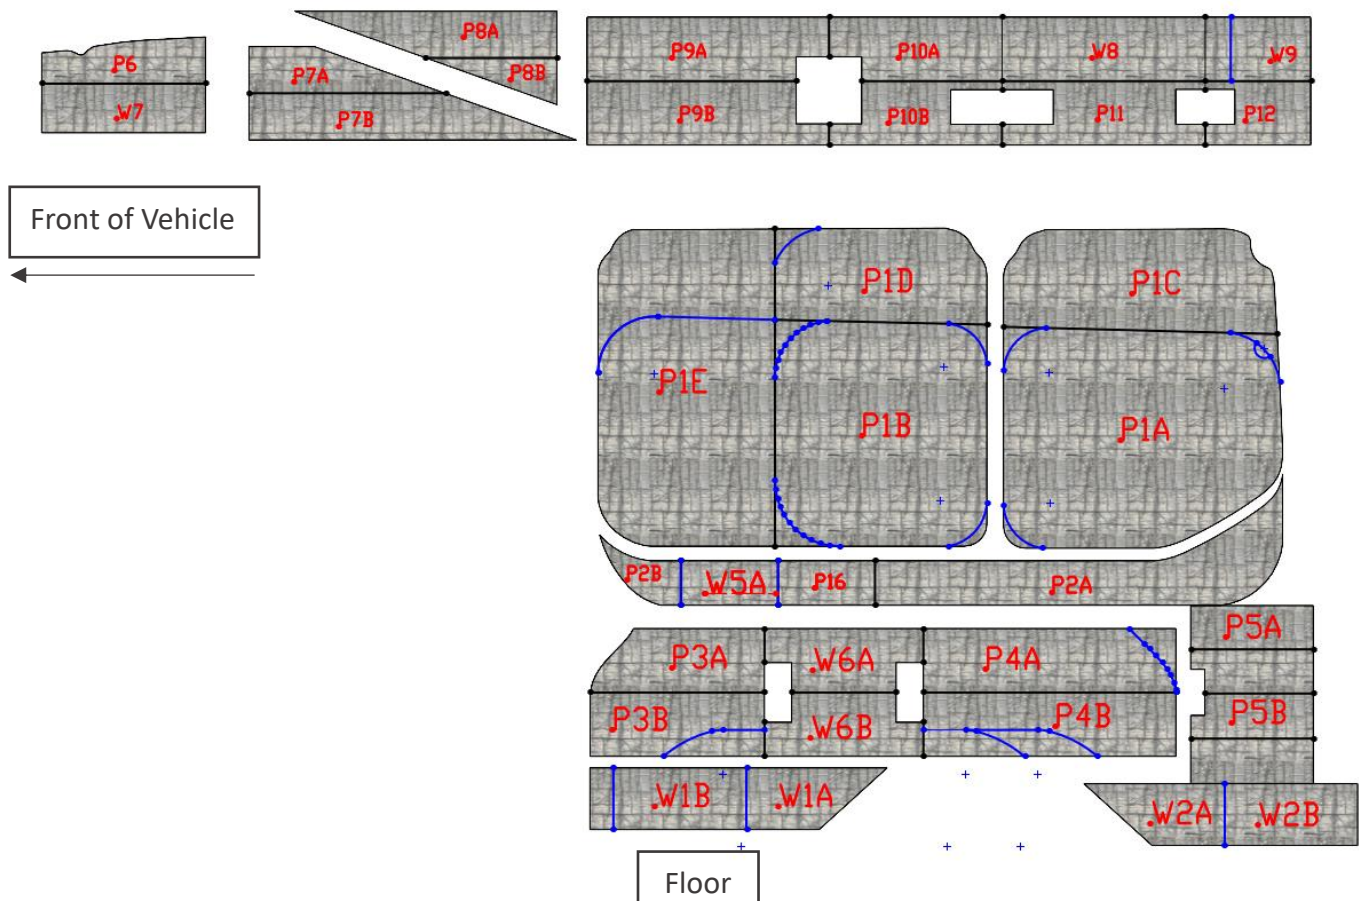 P8A
P9A
P10A
W8
W9
P6
P7A
P8B
W7
P7B
P9B
P10B
P11
P12
Front of Vehicle
P1D
P1C
P1E
P1B
P1A
P2B
W5A
P16
P2A
P5A
P3A
W6A
P4A
P3B
W6B
P4B
P5B
W1B
W1A
W2A
W2B
Floor